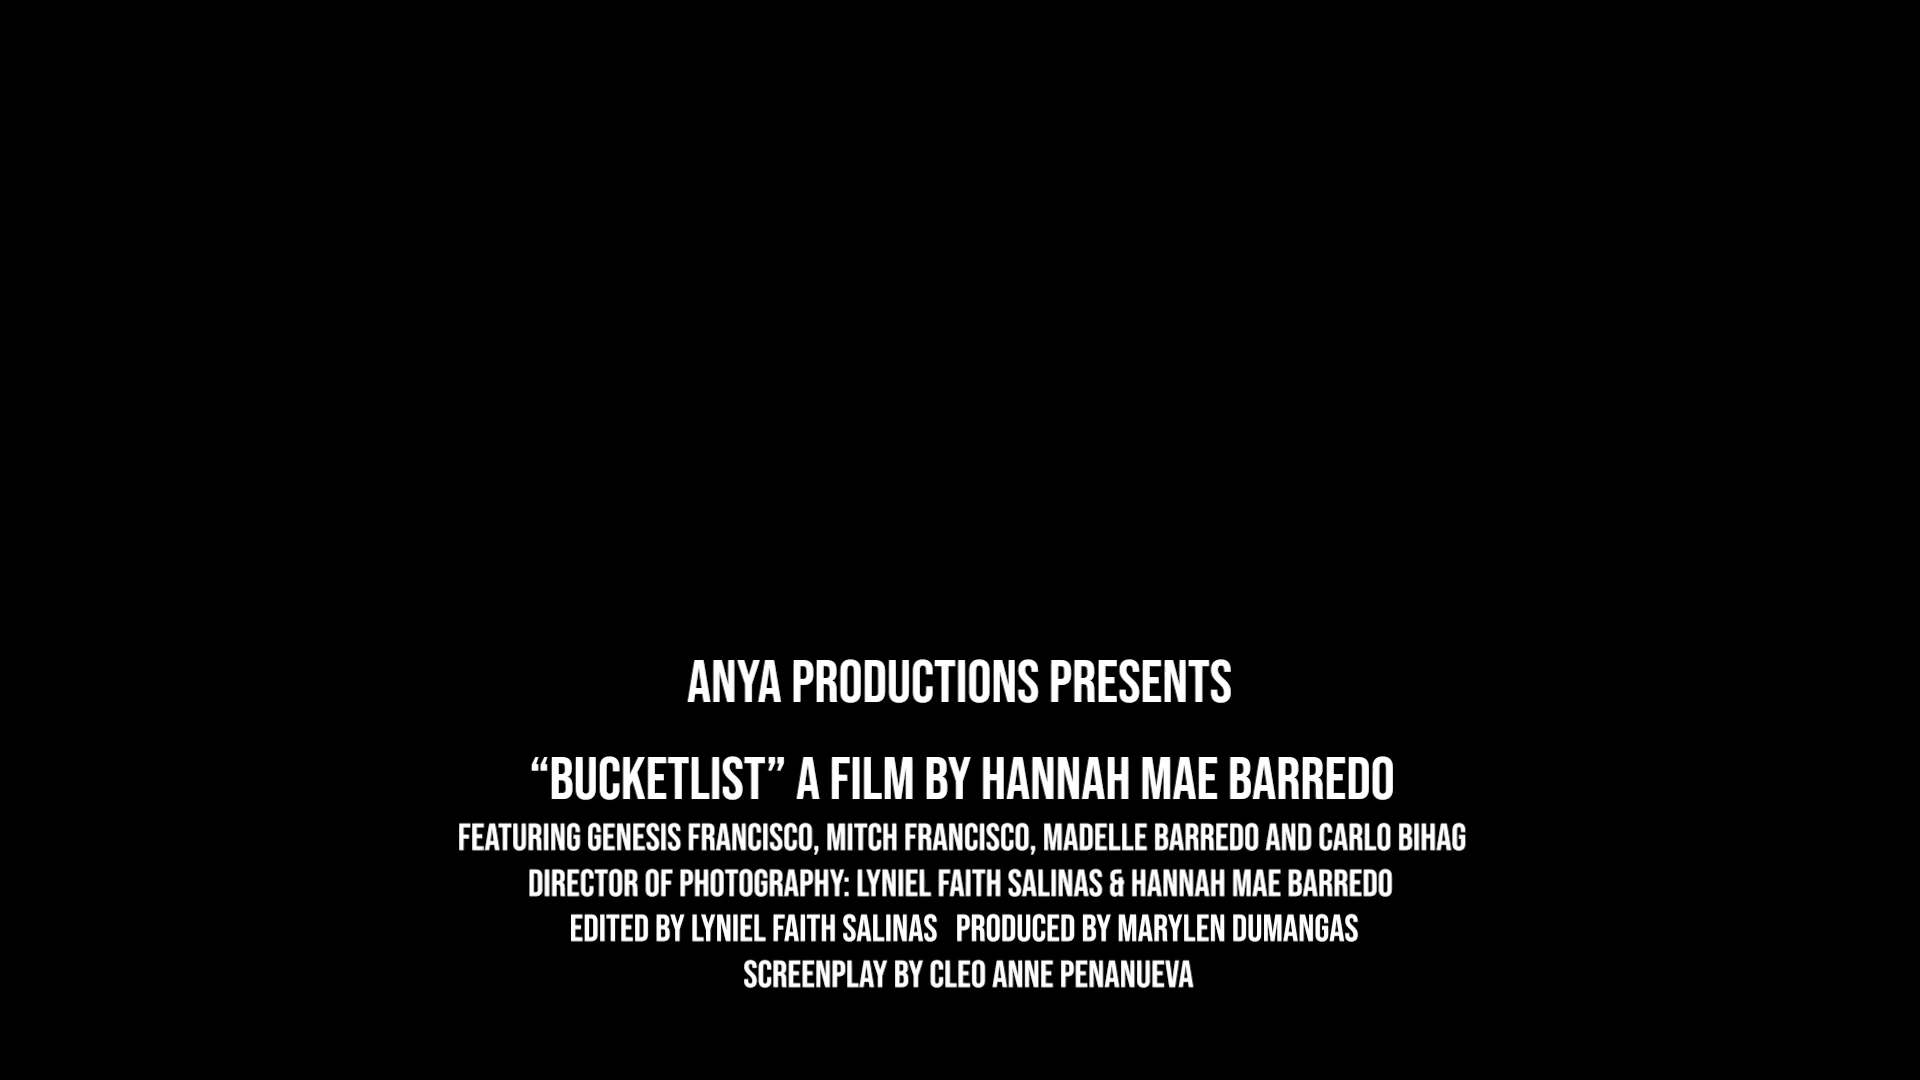 ANYA PRODUCTIONS PRESENTS
“BUCKETLIST” A FILM BY HANNAH MAE BARREDO
FEATURING GENESIS FRANCISCO, MITCH FRANCISCO, MADELLE BARREDO AND CARLO BIHAG
DIRECTOR OF PHOTOGRAPHY: LYNIEL FAITH SALINAS & HANNAH MAE BARREDO
EDITED BY LYNIEL FAITH SALINAS   PRODUCED BY MARYLEN DUMANGAS
SCREENPLAY BY CLEO ANNE PENANUEVA